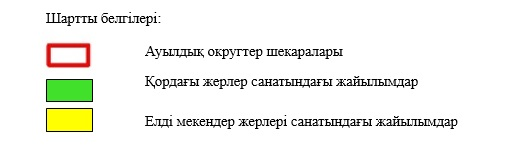 Шартты белгілері:
Ауылдық округтер шекаралары
Қордағы жерлер санатындағы жайылымдар
Елді мекендер жерлері санатындағы жайылымдар